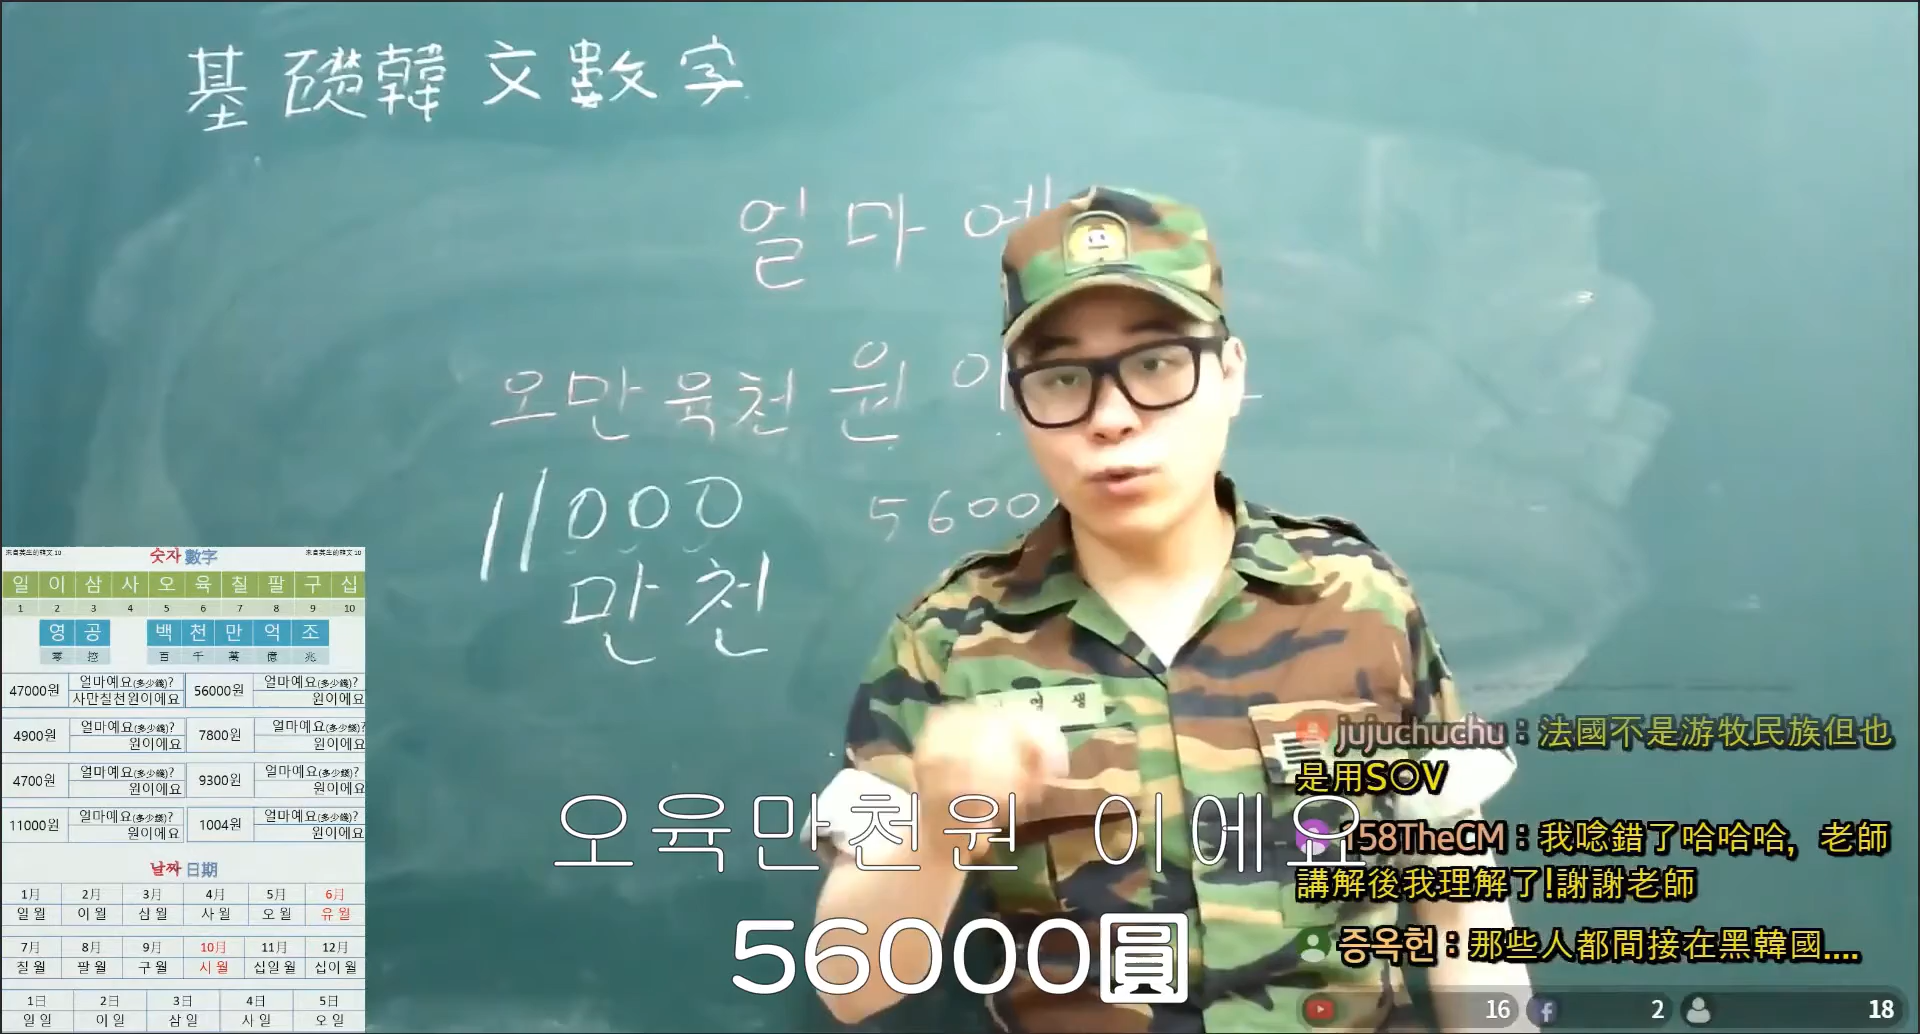 基礎韓文數字
얼마예
오만육천원이
11000
5600
만천
오육만천원 이에요
56000圓
숫자 數字
일 이 삼 사 오 육 칠 팔 구 십
1 2 3 4 5 6 7 8 9 10
영 공 백 천 만 억 조
零 控 百 千 萬 億 兆
47000원 얼마예요(多少錢)? 56000원 얼마예요(多少錢)?
사만칠천원이에요 원이에요
4900원 얼마예요(多少錢)? 7800원 얼마예요(多少錢)?
원이에요 원이에요
4700원 얼마예요(多少錢)? 9300원 얼마예요(多少錢)?
원이에요 원이에요
11000원 얼마예요(多少錢)? 1004원 얼마예요(多少錢)?
원이에요 원이에요
날짜 日期
1月 2月 3月 4月 5月 6月
일 월 이 월 삼 월 사 월 오 월 유 월
7月 8月 9月 10月 11月 12月
칠 월 팔 월 구 월 시 월 십일 월 십이 월
1日 2日 3日 4日 5日
일 일 이 일 삼 일 사 일 오 일
jujuchuchu：法國不是游牧民族但也
是用S〇V
158TheCM：我唸錯了哈哈哈，老師
講解後我理解了!謝謝老師
증옥헌：那些人都間接在黑韓國....
16 2 18